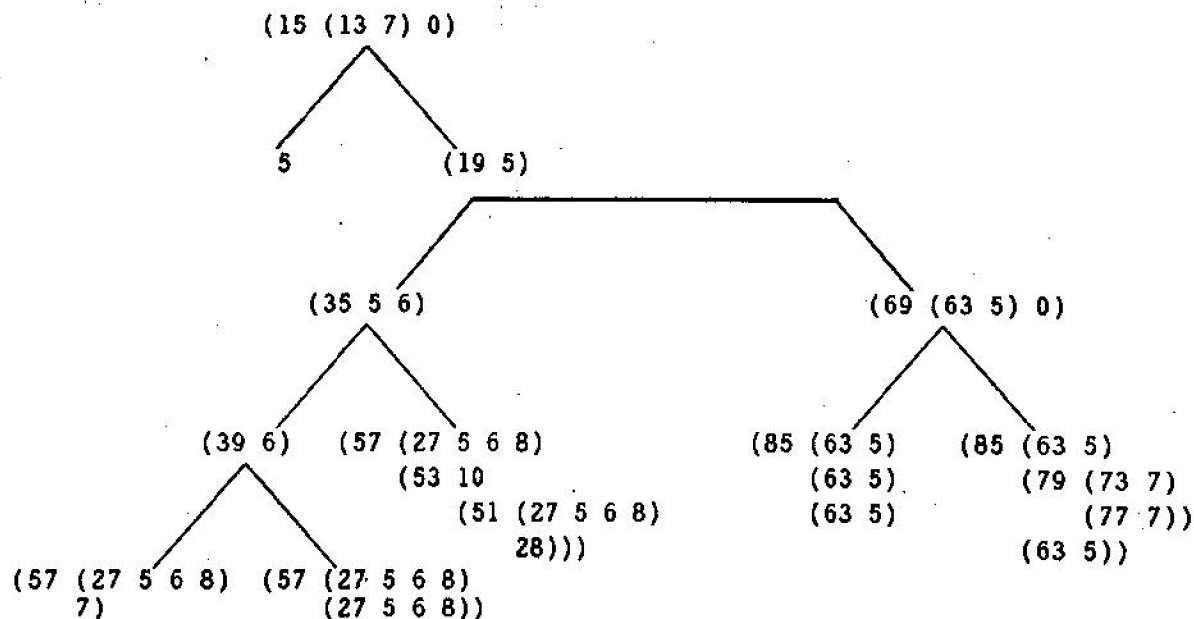 (15 (13 7) 0)
5 (19 5)
(35 5 6) (69 (63 5) 0)
(39 6) (57 (27 5 6 8) (85 (63 5) (85 (63 5)
(53 10 (63 5) (79 (73 7)
(51 (27 5 6 8) (63 5) (77 7))
28))) (63 5))
(57 (27 5 6 8) (57 (27 5 6 8)
7) (27 5 6 8))